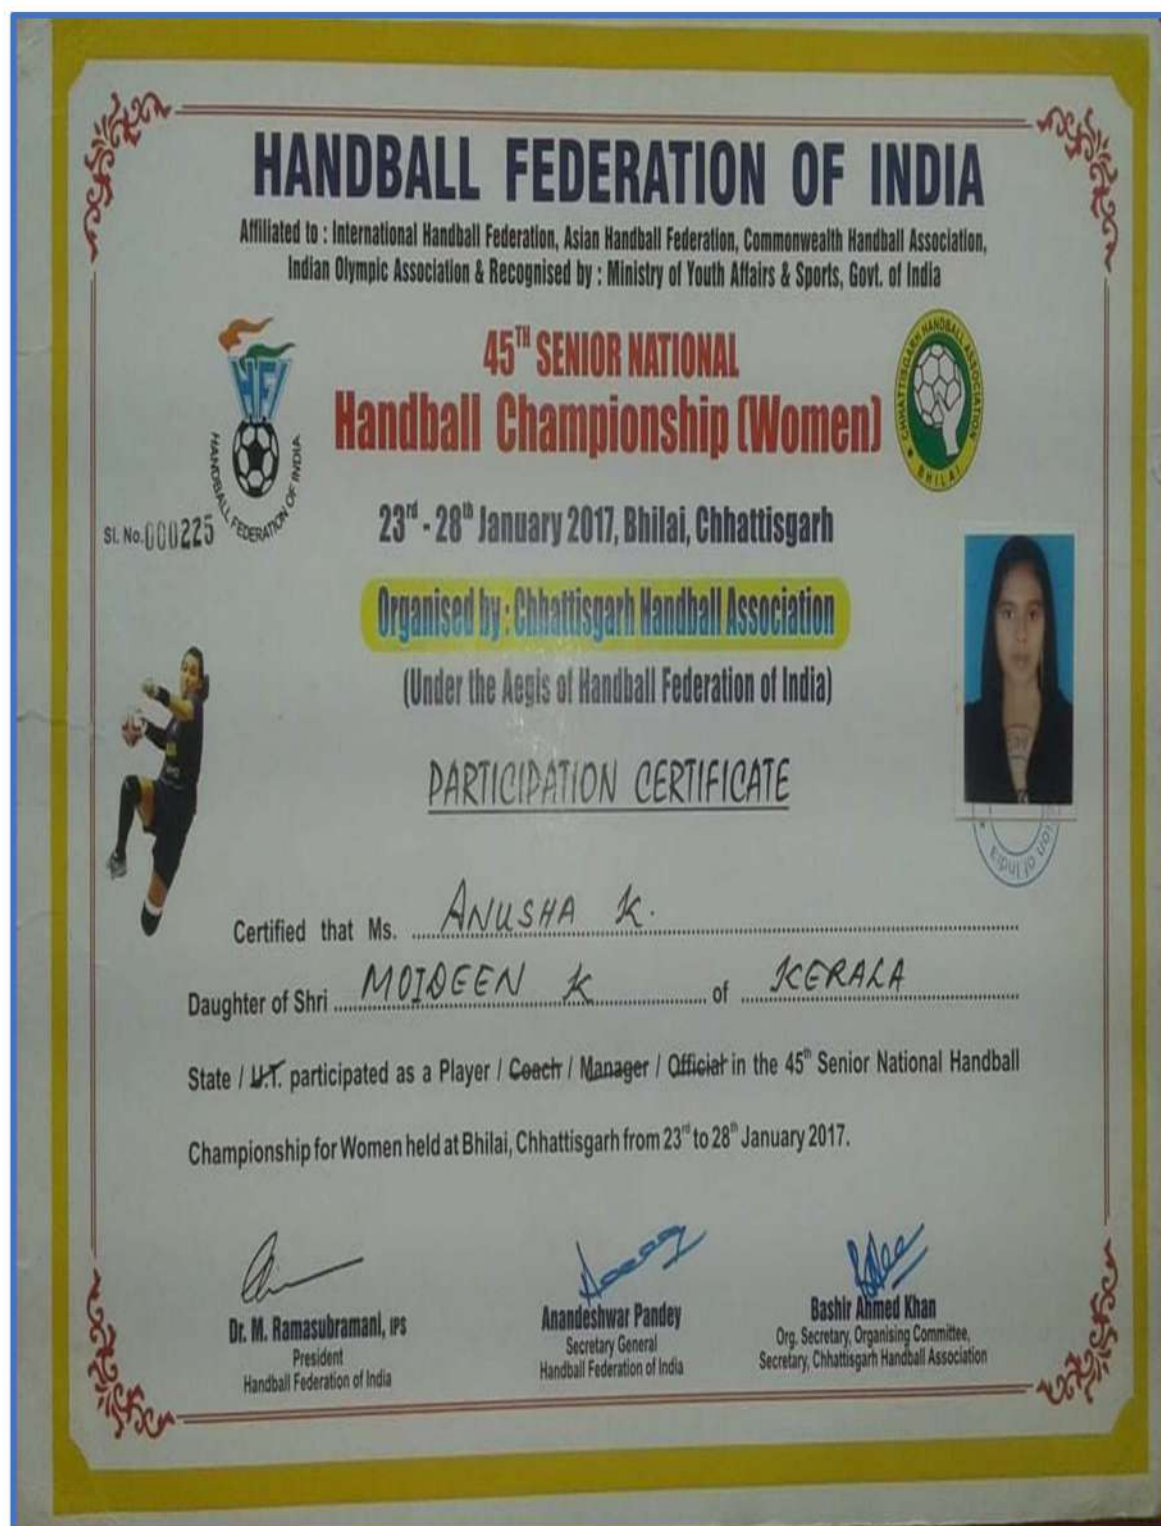 HANDBALL FEDERATION OF INDIA
Affiliated to : International Handball Federation, Asian Handball Federation, Commonwealth Handball Association,
Indian Olympic Association & Recognised by : Ministry of Youth Affairs & Sports, Govt. of India
45TH SENIOR NATIONAL
Handball Championship (Women)
HFI
HANDBALL FEDERATION OF INDIA
CHHATTISGARH HANDBALL ASSOCIATION
BHILAI
Sl. No. 000225
23rd - 28th January 2017, Bhilai, Chhattisgarh
Organised by : Chhattisgarh Handball Association
(Under the Aegis of Handball Federation of India)
PARTICIPATION CERTIFICATE
of India
Certified that Ms. ANUSHA K.
Daughter of Shri MOIDEEN K of KERALA
State / U.T. participated as a Player / Coach / Manager / Official in the 45th Senior National Handball
Championship for Women held at Bhilai, Chhattisgarh from 23rd to 28th January 2017.
Dr. M. Ramasubramani, IPS
President
Handball Federation of India
Anandeshwar Pandey
Secretary General
Handball Federation of India
Bashir Ahmed Khan
Org. Secretary, Organising Committee,
Secretary, Chhattisgarh Handball Association